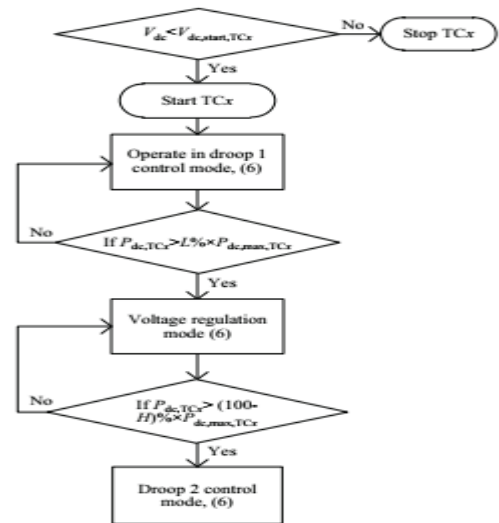 V_dc<V_dc,start,TCx
No
Stop TCx
Yes
Start TCx
Operate in droop 1
control mode, (6)
No
If P_dc,TCx>L%×P_dc,max,TCx
Yes
Voltage regulation
mode (6)
No
If P_dc,TCx> (100-
H)%×P_dc,max,TCx
Yes
Droop 2 control
mode, (6)